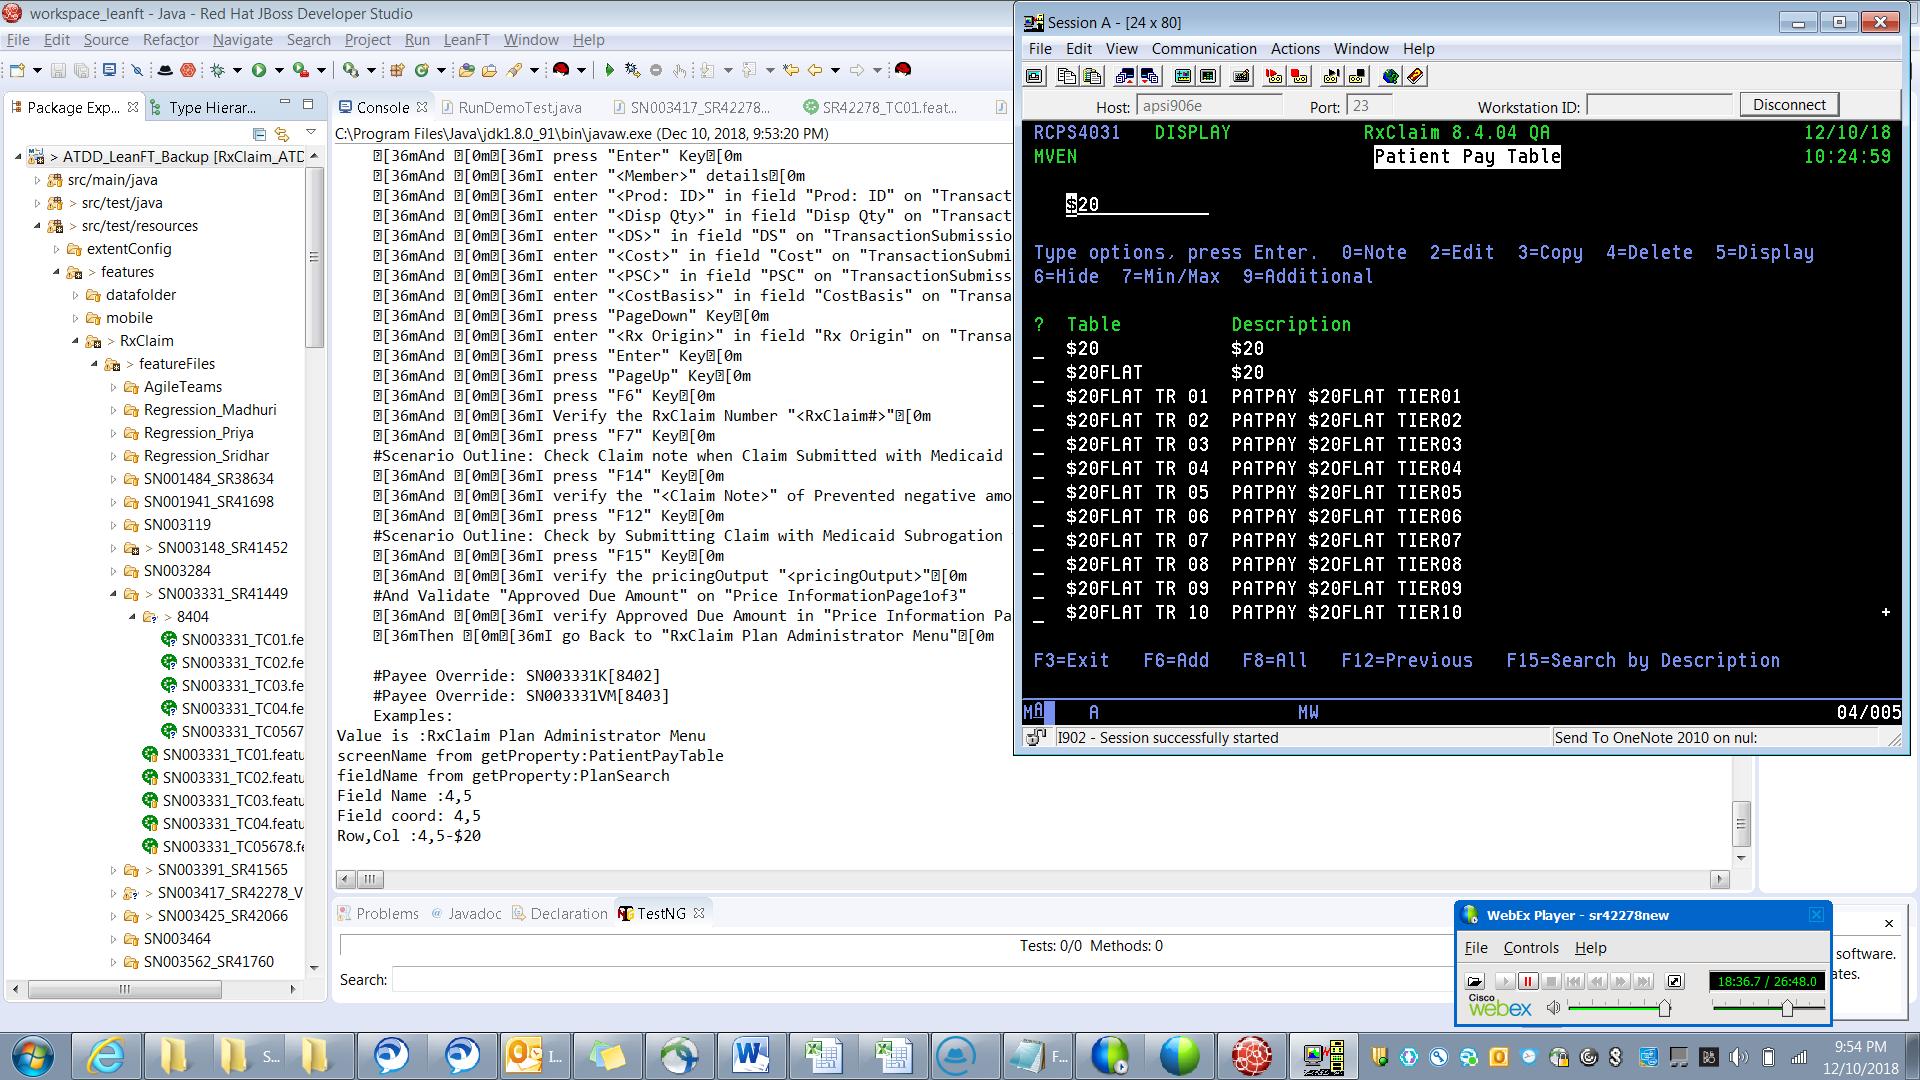 workspace_leanft - Java - Red Hat JBoss Developer Studio
File Edit Source Refactor Navigate Search Project Run LeanFT Window Help
Package Exp... Type Hierar...
> ATDD_LeanFT_Backup [RxClaim_ATD
src/main/java
> src/test/java
> src/test/resources
extentConfig
> features
datafolder
mobile
> RxClaim
> featureFiles
AgileTeams
Regression_Madhuri
Regression_Priya
Regression_Sridhar
SN001484_SR38634
SN001941_SR41698
SN003119
> SN003148_SR41452
SN003284
> SN003331_SR41449
> 8404
SN003331_TC01.fe
SN003331_TC02.fe
SN003331_TC03.fe
SN003331_TC04.fe
SN003331_TC0567
SN003331_TC01.featu
SN003331_TC02.featu
SN003331_TC03.featu
SN003331_TC04.featu
SN003331_TC05678.fe
> SN003391_SR41565
> SN003417_SR42278_V
> SN003425_SR42066
SN003464
SN003562_SR41760
Console RunDemoTest.java SN003417_SR42278... SR42278_TC01.feat...
C:\Program Files\Java\jdk1.8.0_91\bin\javaw.exe (Dec 10, 2018, 9:53:20 PM)
[36mAnd [0m[36mI press "Enter" Key[0m
[36mAnd [0m[36mI enter "<Member>" details[0m
[36mAnd [0m[36mI enter "<Prod: ID>" in field "Prod: ID" on "Transact
[36mAnd [0m[36mI enter "<Disp Qty>" in field "Disp Qty" on "Transact
[36mAnd [0m[36mI enter "<DS>" in field "DS" on "TransactionSubmissio
[36mAnd [0m[36mI enter "<Cost>" in field "Cost" on "TransactionSubmi
[36mAnd [0m[36mI enter "<PSC>" in field "PSC" on "TransactionSubmiss
[36mAnd [0m[36mI enter "<CostBasis>" in field "CostBasis" on "Transa
[36mAnd [0m[36mI press "PageDown" Key[0m
[36mAnd [0m[36mI enter "<Rx Origin>" in field "Rx Origin" on "Transa
[36mAnd [0m[36mI press "Enter" Key[0m
[36mAnd [0m[36mI press "PageUp" Key[0m
[36mAnd [0m[36mI press "F6" Key[0m
[36mAnd [0m[36mI Verify the RxClaim Number "<RxClaim#>"[0m
[36mAnd [0m[36mI press "F7" Key[0m
#Scenario Outline: Check Claim note when Claim Submitted with Medicaid
[36mAnd [0m[36mI press "F14" Key[0m
[36mAnd [0m[36mI verify the "<Claim Note>" of Prevented negative amo
[36mAnd [0m[36mI press "F12" Key[0m
#Scenario Outline: Check by Submitting Claim with Medicaid Subrogation
[36mAnd [0m[36mI press "F15" Key[0m
[36mAnd [0m[36mI verify the pricingOutput "<pricingOutput>"[0m
#And Validate "Approved Due Amount" on "Price InformationPage1of3"
[36mAnd [0m[36mI verify Approved Due Amount in "Price Information Pa
[36mThen [0m[36mI go Back to "RxClaim Plan Administrator Menu"[0m
#Payee Override: SN003331K[8402]
#Payee Override: SN003331VM[8403]
Examples:
Value is :RxClaim Plan Administrator Menu
screenName from getProperty:PatientPayTable
fieldName from getProperty:PlanSearch
Field Name :4,5
Field coord: 4,5
Row,Col :4,5-$20
Problems Javadoc Declaration TestNG
Tests: 0/0 Methods: 0
Search:
Session A - [24 x 80]
File Edit View Communication Actions Window Help
Host: apsi906e Port: 23 Workstation ID: Disconnect
RCPS4031 DISPLAY RxClaim 8.4.04 QA 12/10/18
MVEN Patient Pay Table 10:24:59
$20
Type options, press Enter. 0=Note 2=Edit 3=Copy 4=Delete 5=Display
6=Hide 7=Min/Max 9=Additional
? Table Description
_ $20 $20
_ $20FLAT $20
_ $20FLAT TR 01 PATPAY $20FLAT TIER01
_ $20FLAT TR 02 PATPAY $20FLAT TIER02
_ $20FLAT TR 03 PATPAY $20FLAT TIER03
_ $20FLAT TR 04 PATPAY $20FLAT TIER04
_ $20FLAT TR 05 PATPAY $20FLAT TIER05
_ $20FLAT TR 06 PATPAY $20FLAT TIER06
_ $20FLAT TR 07 PATPAY $20FLAT TIER07
_ $20FLAT TR 08 PATPAY $20FLAT TIER08
_ $20FLAT TR 09 PATPAY $20FLAT TIER09
_ $20FLAT TR 10 PATPAY $20FLAT TIER10 +
F3=Exit F6=Add F8=All F12=Previous F15=Search by Description
MA A MW 04/005
I902 - Session successfully started Send To OneNote 2010 on nul:
WebEx Player - sr42278new
File Controls Help
18:36.7 / 26:48.0
Cisco webex
software.
ates.
S... I... F...
9:54 PM
12/10/2018